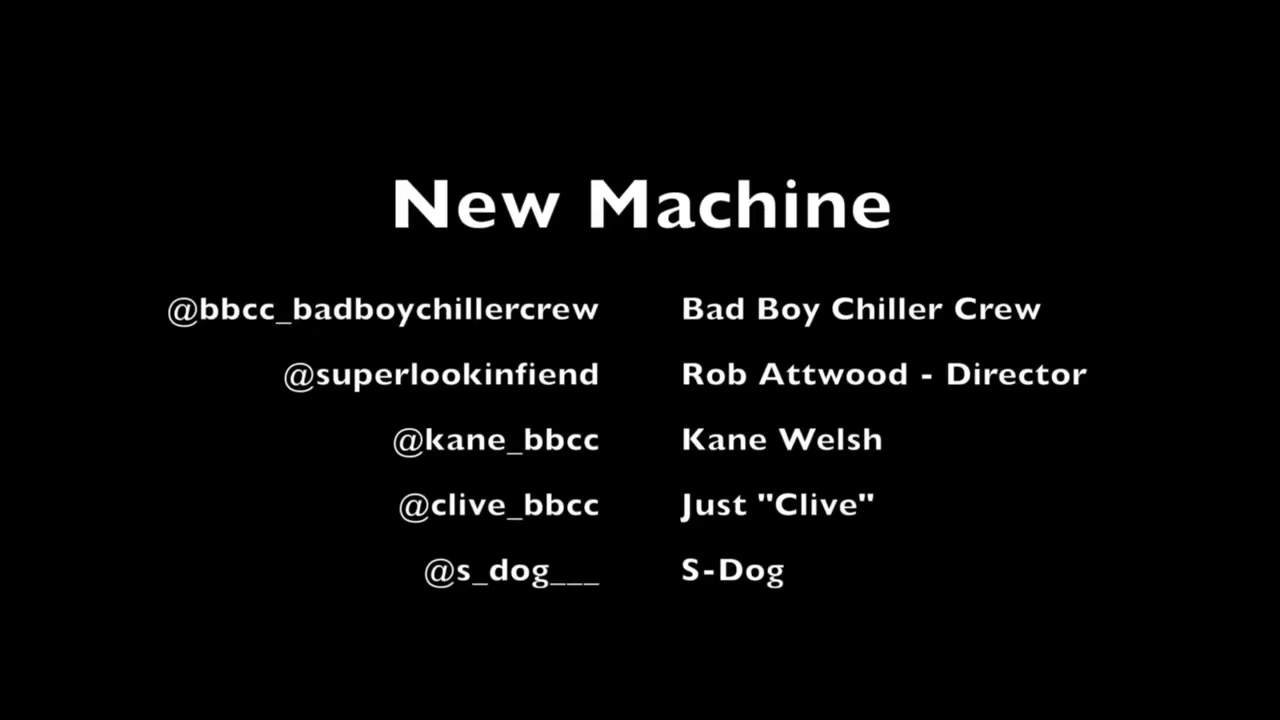 New Machine
@bbcc_badboychillercrew Bad Boy Chiller Crew
@superlookinfiend Rob Attwood - Director
@kane_bbcc Kane Welsh
@clive_bbcc Just "Clive"
@s_dog___ S-Dog